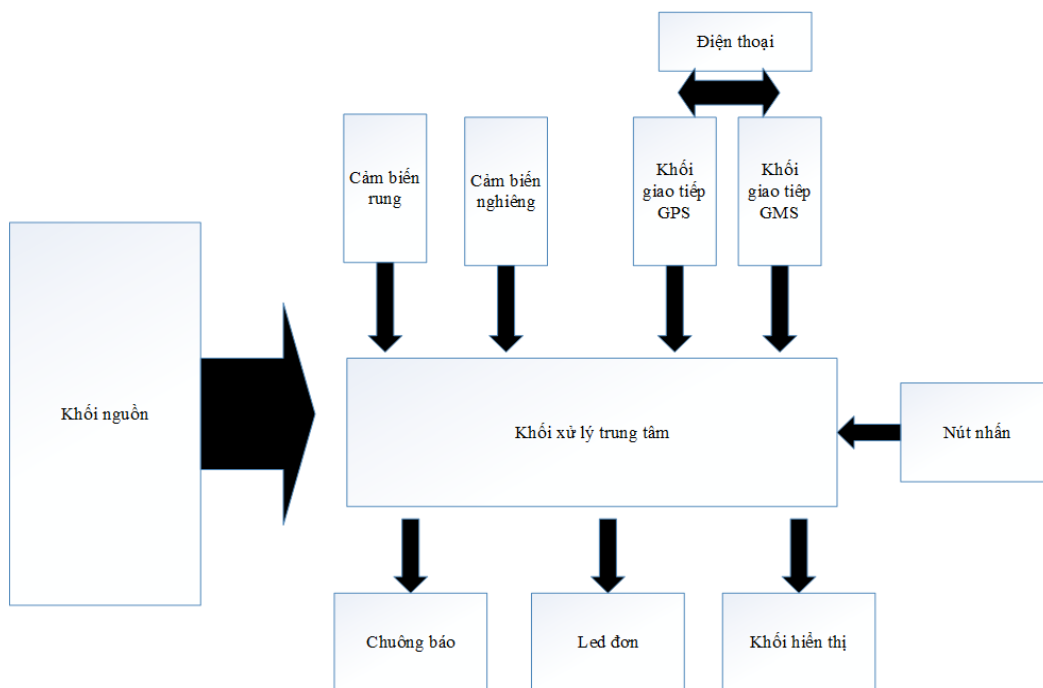 Điện thoại
Cảm biến
rung
Cảm biến
nghiêng
Khối
giao tiếp
GPS
Khối
giao tiêp
GMS
Khối nguồn
Khối xử lý trung tâm
Nút nhấn
Chuông báo
Led đơn
Khối hiển thị